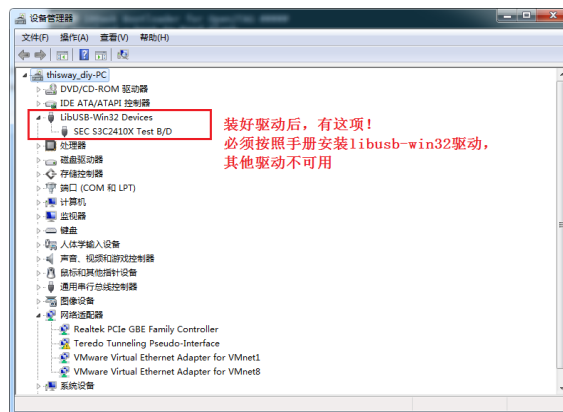 设备管理器
文件(F) 操作(A) 查看(V) 帮助(H)
thisway_diy-PC
DVD/CD-ROM 驱动器
IDE ATA/ATAPI 控制器
LibUSB-Win32 Devices
SEC S3C2410X Test B/D
装好驱动后，有这项！
必须按照手册安装libusb-win32驱动，
其他驱动不可用
处理器
磁盘驱动器
存储控制器
端口 (COM 和 LPT)
计算机
监视器
键盘
人体学输入设备
声音、视频和游戏控制器
鼠标和其他指针设备
通用串行总线控制器
图像设备
网络适配器
Realtek PCIe GBE Family Controller
Teredo Tunneling Pseudo-Interface
VMware Virtual Ethernet Adapter for VMnet1
VMware Virtual Ethernet Adapter for VMnet8
系统设备